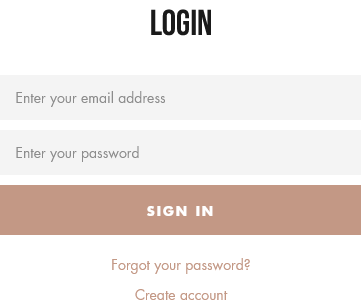 LOGIN
Enter your email address
Enter your password
SIGN IN
Forgot your password?
Create account